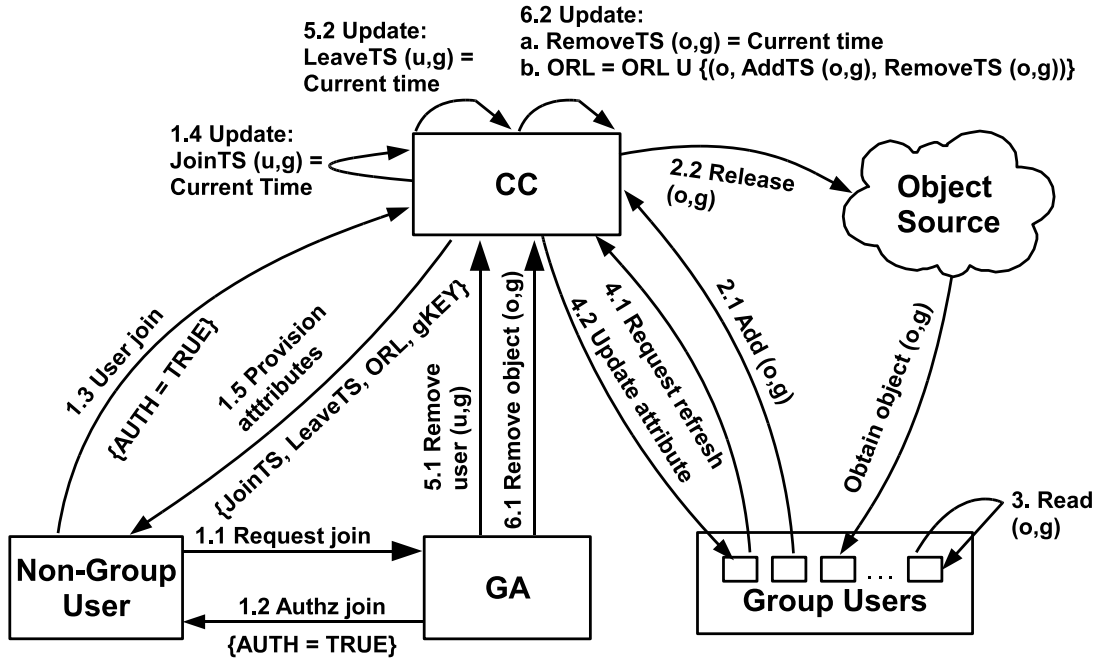 5.2 Update:
LeaveTS (u,g) =
Current time
6.2 Update:
a. RemoveTS (o,g) = Current time
b. ORL = ORL U {(o, AddTS (o,g), RemoveTS (o,g))}
1.4 Update:
JoinTS (u,g) =
Current Time
CC
2.2 Release
(o,g)
Object
Source
1.3 User join
{AUTH = TRUE}
1.5 Provision
atttributes
{JoinTS, LeaveTS, ORL, gKEY}
5.1 Remove
user (u,g)
6.1 Remove object (o,g)
4.2 Update attribute
4.1 Request refresh
2.1 Add (o,g)
Obtain object (o,g)
3. Read
(o,g)
Non-Group
User
1.1 Request join
1.2 Authz join
{AUTH = TRUE}
GA
...
Group Users